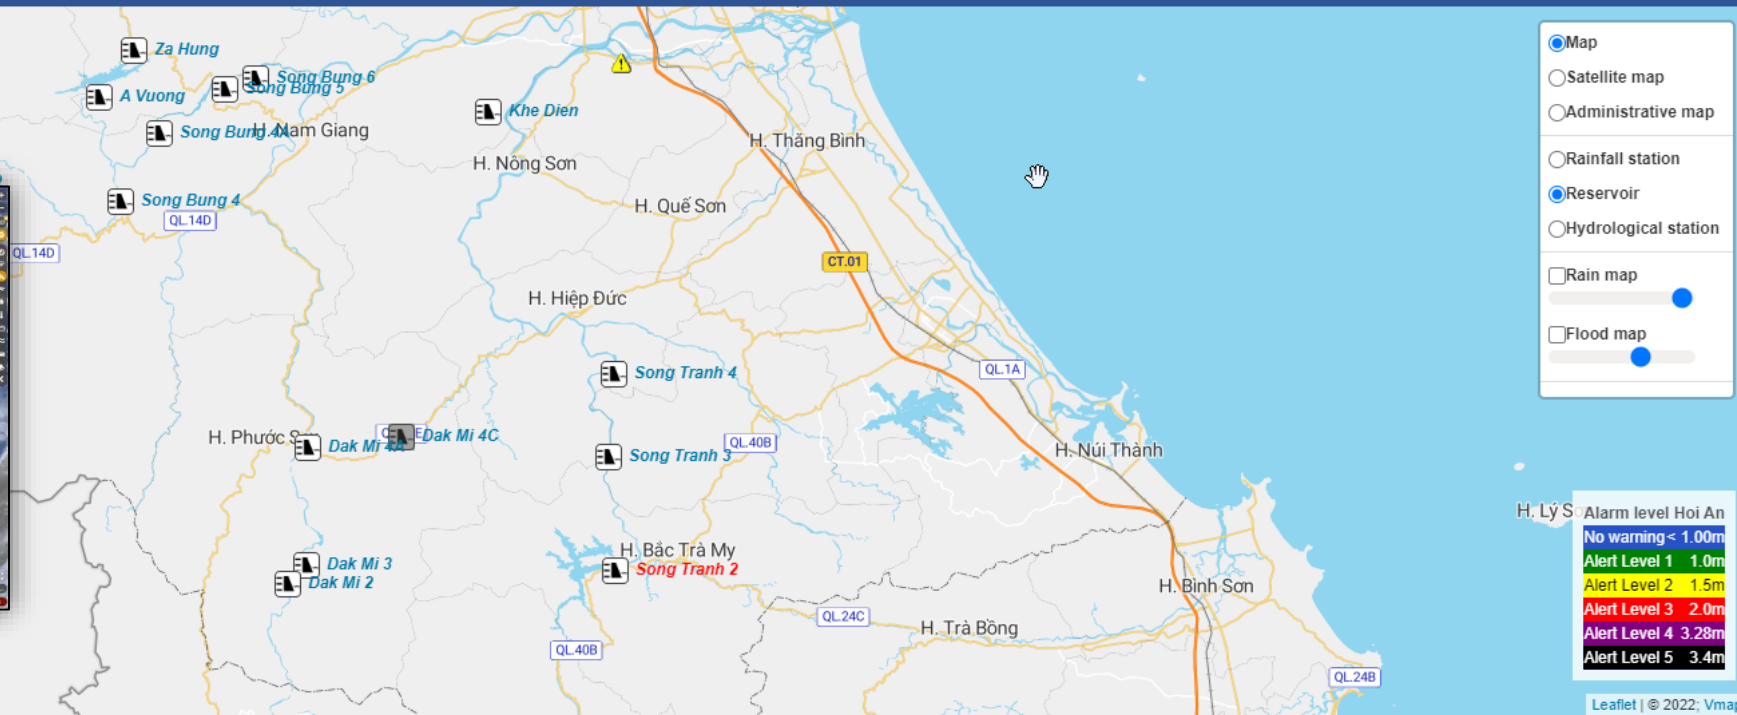 Za Hung
Song Bung 6
Song Bung 5
A Vuong
Song Bung 4A
H. Nam Giang
Khe Dien
H. Nông Sơn
H. Thăng Bình
Song Bung 4
QL.14D
H. Quế Sơn
QL.14D
CT.01
H. Hiệp Đức
Song Tranh 4
QL.1A
H. Phước
Dak Mi 4A
Dak Mi 4C
QL.40B
Song Tranh 3
H. Núi Thành
H. Bắc Trà My
Song Tranh 2
Dak Mi 3
Dak Mi 2
QL.24C
H. Trà Bồng
H. Bình Sơn
QL.40B
QL.24B
H. Lý
Map
Satellite map
Administrative map
Rainfall station
Reservoir
Hydrological station
Rain map
Flood map
Alarm level Hoi An
No warning < 1.00m
Alert Level 1 1.0m
Alert Level 2 1.5m
Alert Level 3 2.0m
Alert Level 4 3.28m
Alert Level 5 3.4m
Leaflet | © 2022; Vmap